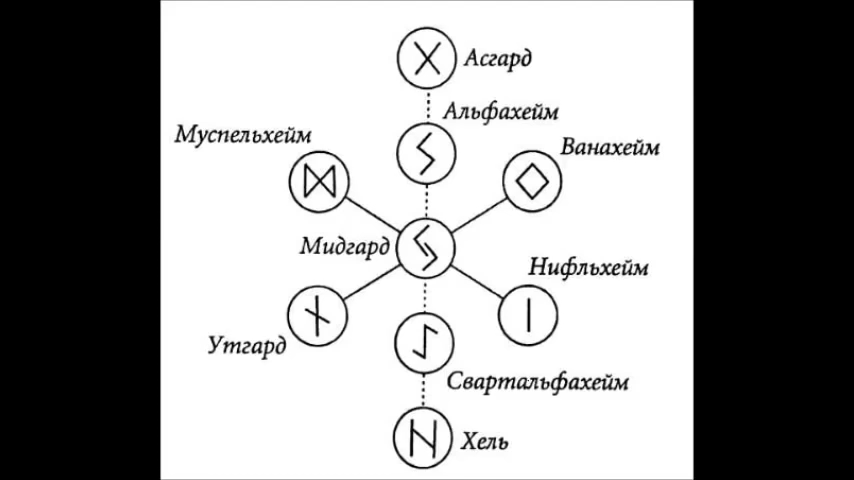 Асгард
Альфахейм
Муспельхейм
Ванахейм
Мидгард
Нифльхейм
Утгард
Свартальфахейм
Хель